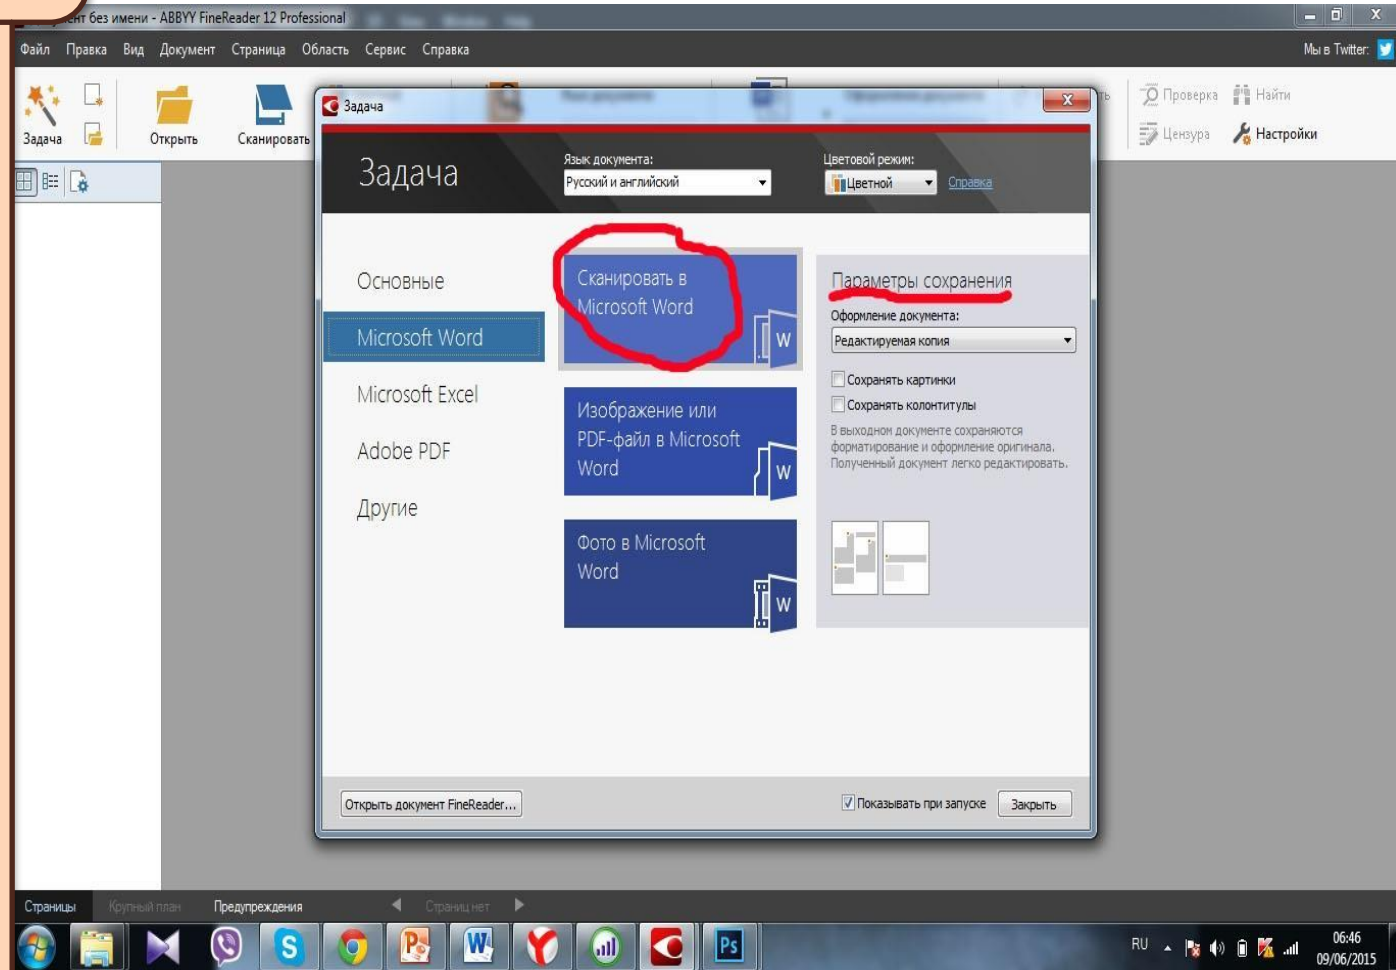 нт без имени - ABBYY FineReader 12 Professional
Файл Правка Вид Документ Страница Область Сервис Справка
Мы в Twitter:
Задача
Открыть
Сканировать
Проверка
Найти
Цензура
Настройки
Задача
Задача
Язык документа:
Русский и английский
Цветовой режим:
Цветной
Справка
Основные
Microsoft Word
Microsoft Excel
Adobe PDF
Другие
Сканировать в
Microsoft Word
W
Изображение или
PDF-файл в Microsoft
Word
W
Фото в Microsoft
Word
W
Параметры сохранения
Оформление документа:
Редактируемая копия
Сохранять картинки
Сохранять колонтитулы
В выходном документе сохраняются
форматирование и оформление оригинала.
Полученный документ легко редактировать.
Открыть документ FineReader...
Показывать при запуске
Закрыть
Страницы
Крупный план
Предупреждения
Страниц нет
S
P
W
Y
Ps
RU
06:46
09/06/2015